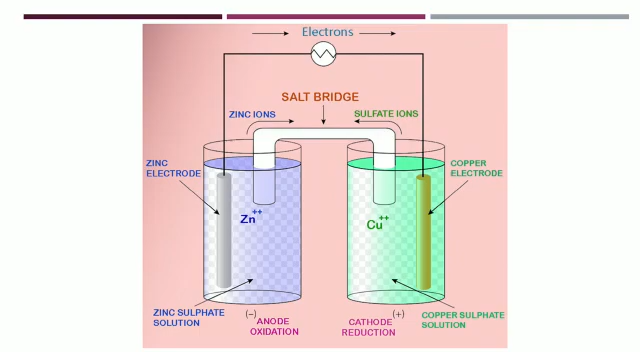 Electrons
SALT BRIDGE
ZINC IONS
SULFATE IONS
ZINC
ELECTRODE
COPPER
ELECTRODE
Zn++
Cu++
ZINC SULPHATE
SOLUTION
(−)
ANODE
OXIDATION
CATHODE
REDUCTION
(+)
COPPER SULPHATE
SOLUTION